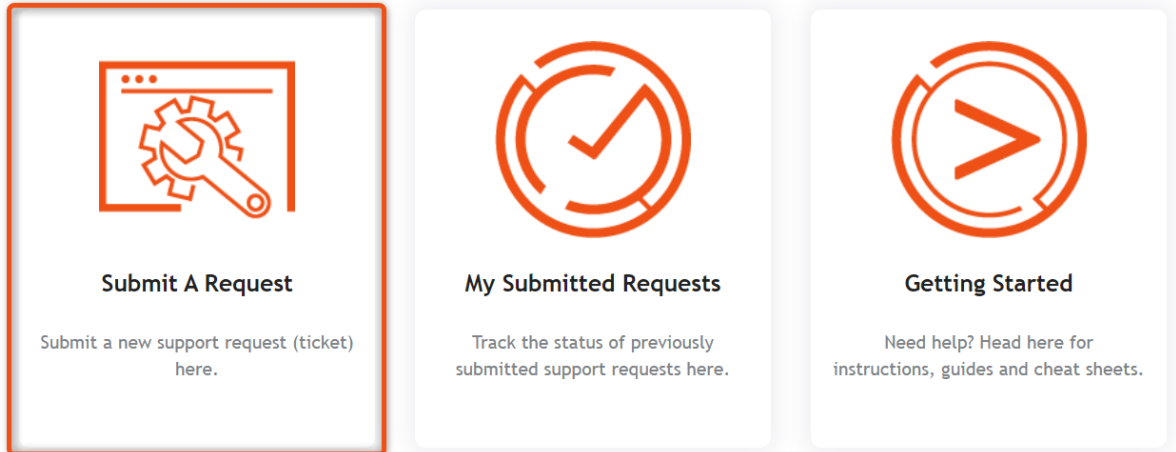 Submit A Request
Submit a new support request (ticket)
here.
My Submitted Requests
Track the status of previously
submitted support requests here.
Getting Started
Need help? Head here for
instructions, guides and cheat sheets.